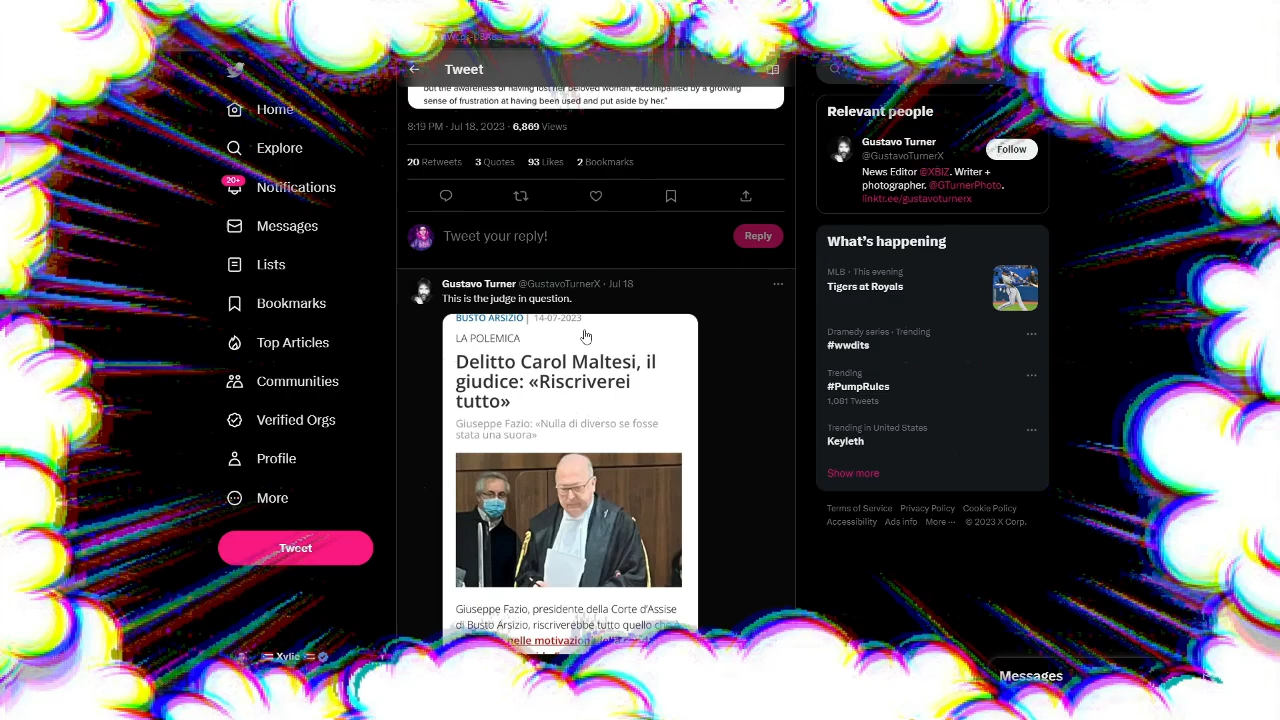 Tweet
but the awareness of having lost her beloved woman, accompanied by a growing
sense of frustration at having been used and put aside by her."
8:19 PM · Jul 18, 2023 · 6,869 Views
20 Retweets 3 Quotes 93 Likes 2 Bookmarks
Tweet your reply!
Reply
Gustavo Turner @GustavoTurnerX · Jul 18
This is the judge in question.
BUSTO ARSIZIO | 14-07-2023
LA POLEMICA
Delitto Carol Maltesi, il
giudice: «Riscriverei
tutto»
Giuseppe Fazio: «Nulla di diverso se fosse
stata una suora»
Giuseppe Fazio, presidente della Corte d'Assise
di Busto Arsizio, riscriverebbe tutto quello che
nelle motivazioni
Home
Explore
20+
Notifications
Messages
Lists
Bookmarks
Top Articles
Communities
Verified Orgs
Profile
More
Tweet
Xylie
Relevant people
Gustavo Turner
@GustavoTurnerX
Follow
News Editor @XBIZ. Writer +
photographer. @GTurnerPhoto.
linktr.ee/gustavoturnerx
What's happening
MLB · This evening
Tigers at Royals
Dramedy series · Trending
#wwdits
Trending
#PumpRules
1,081 Tweets
Trending in United States
Keyleth
Show more
Terms of Service Privacy Policy Cookie Policy
Accessibility Ads info More ··· © 2023 X Corp.
Messages